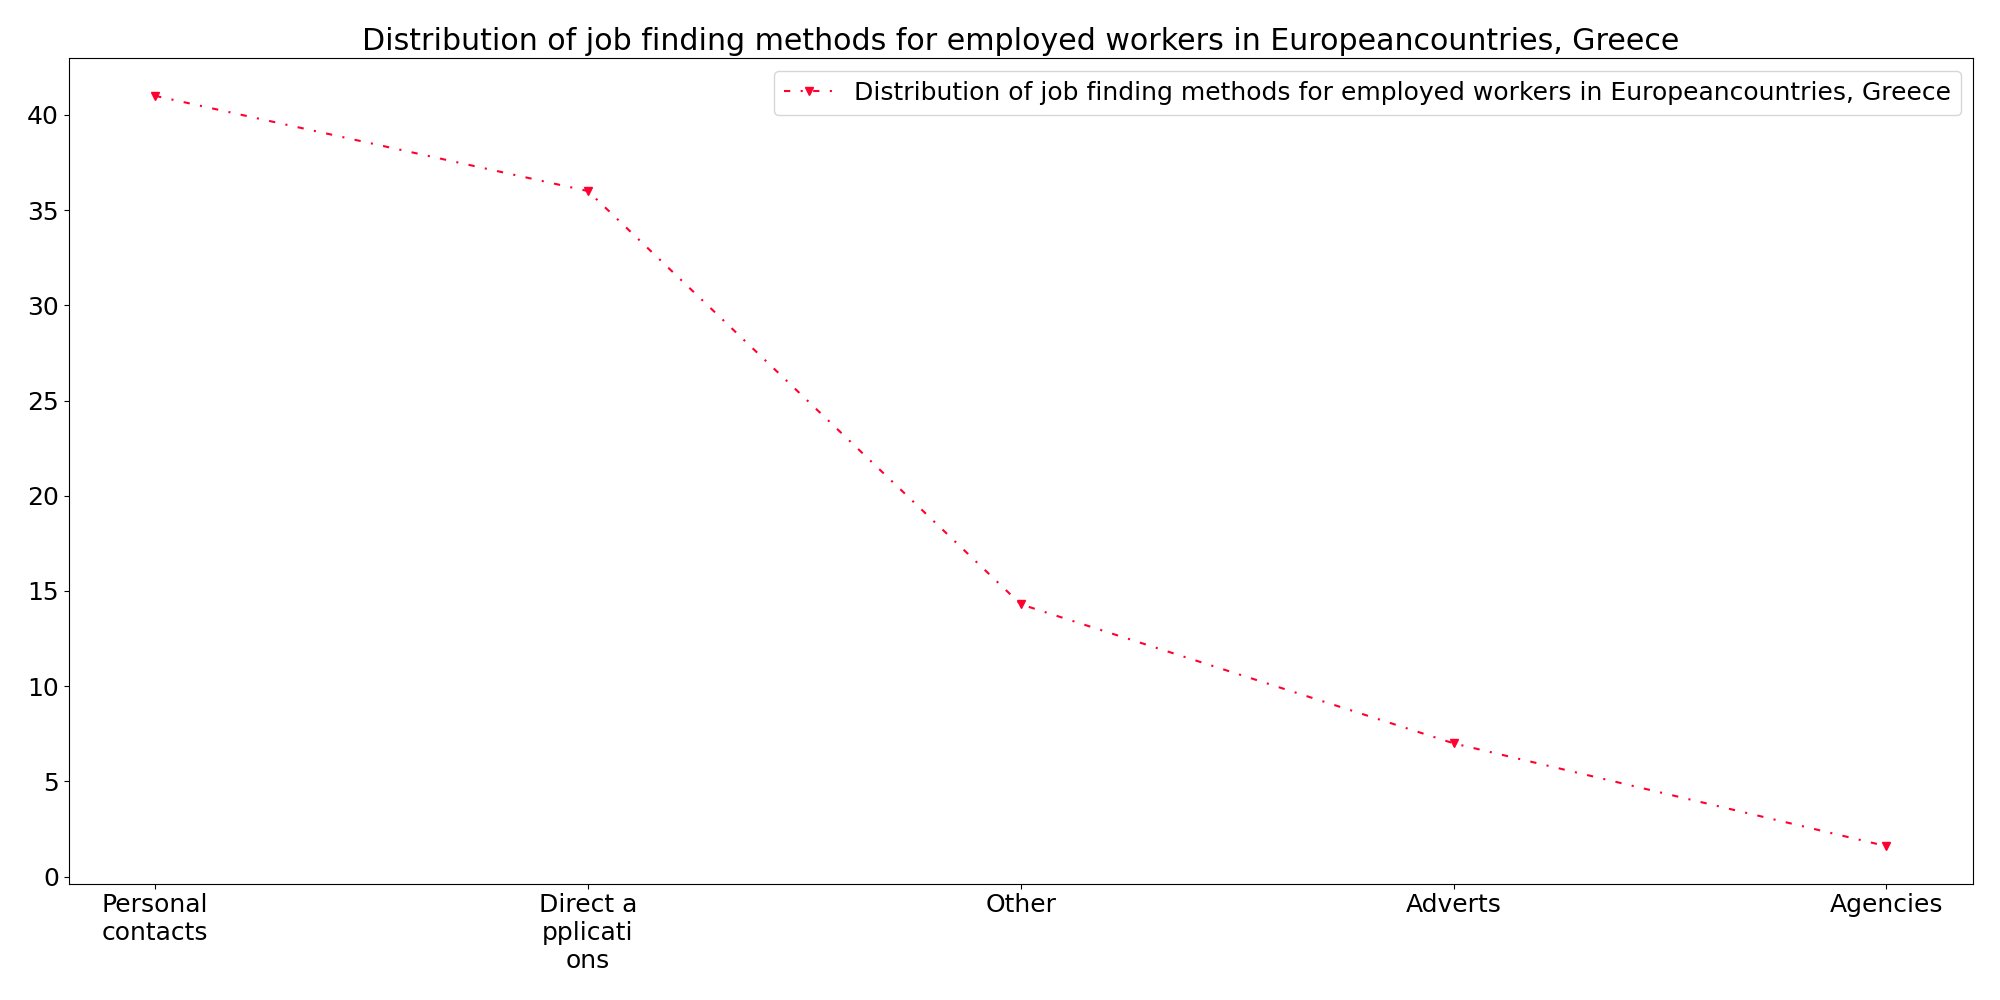 Distribution of job finding methods for employed workers in Europeancountries, Greece
Distribution of job finding methods for employed workers in Europeancountries, Greece
40
35
30
25
20
15
10
5
0
Personal
contacts
Direct a
pplicati
ons
Other
Adverts
Agencies